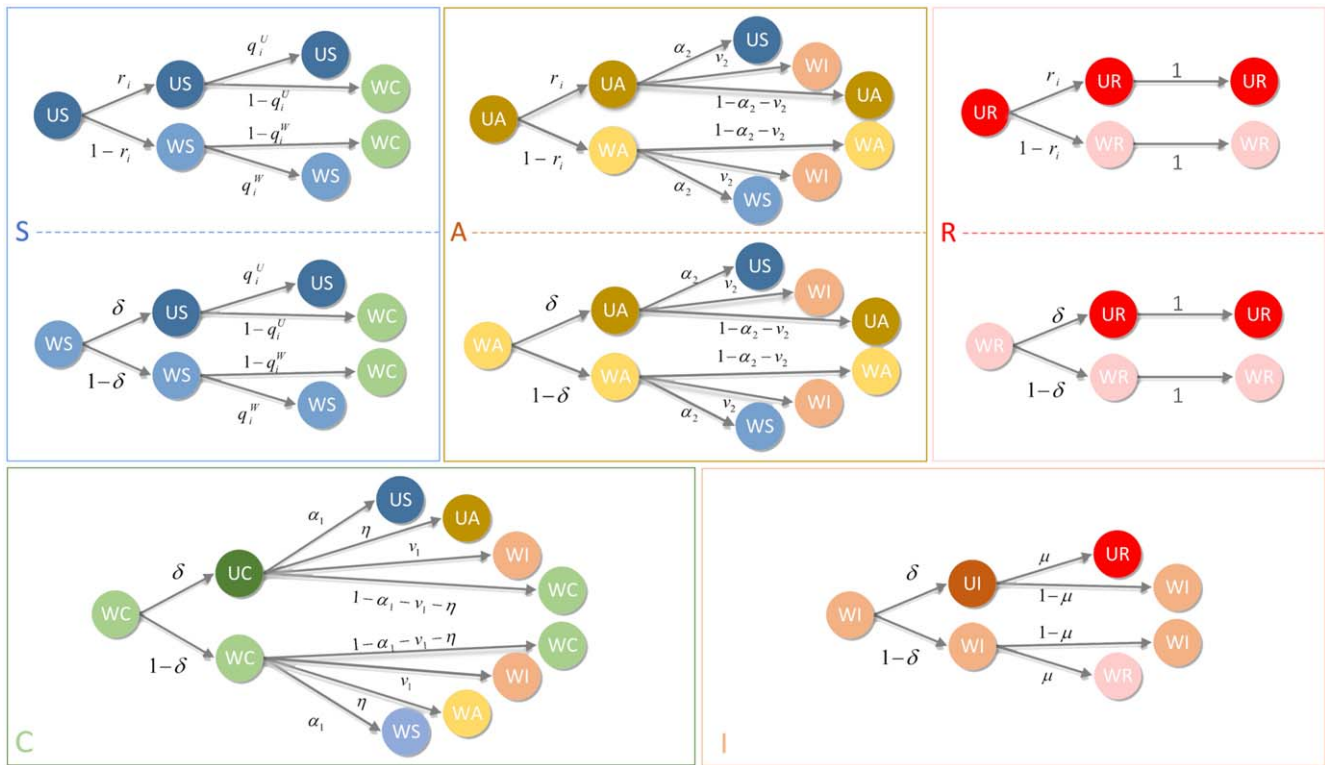 US
r_i
1-r_i
US
WS
q_i^U
1-q_i^U
1-q_i^W
q_i^W
US
WC
WC
WS
S
WS
δ
1-δ
US
WS
q_i^U
1-q_i^U
1-q_i^W
q_i^W
US
WC
WC
WS
UA
r_i
1-r_i
UA
WA
α_2
v_2
1-α_2-v_2
1-α_2-v_2
v_2
α_2
US
WI
UA
WA
WI
WS
A
WA
δ
1-δ
UA
WA
α_2
v_2
1-α_2-v_2
1-α_2-v_2
v_2
α_2
US
WI
UA
WA
WI
WS
UR
r_i
1-r_i
UR
WR
1
1
UR
WR
R
WR
δ
1-δ
UR
WR
1
1
UR
WR
WC
δ
1-δ
UC
WC
α_1
η
v_1
1-α_1-v_1-η
1-α_1-v_1-η
v_1
η
α_1
US
UA
WI
WC
WC
WI
WA
WS
C
WI
δ
1-δ
UI
WI
μ
1-μ
1-μ
μ
UR
WI
WI
WR
I